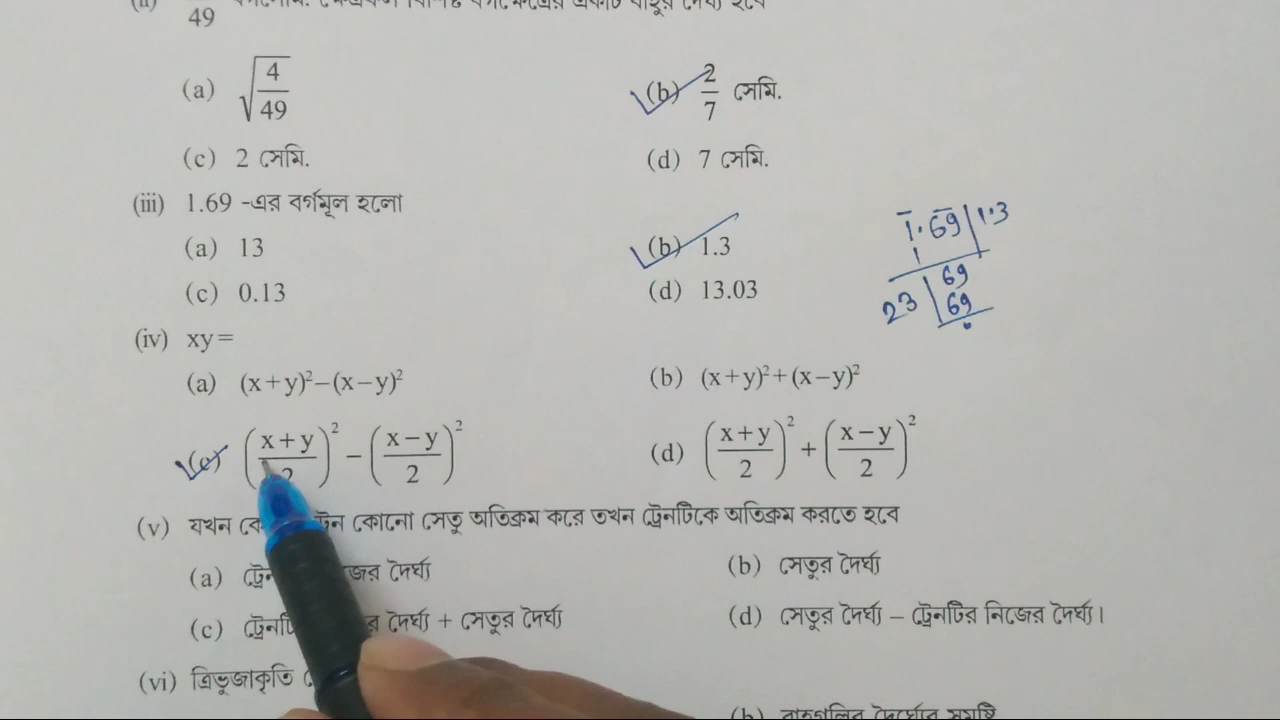 49
(a) √4/49
(b) 2/7 সেমি.
(c) 2 সেমি.
(d) 7 সেমি.
(iii) 1.69 -এর বর্গমূল হলো
(a) 13
(b) 1.3
(c) 0.13
(d) 13.03
1.69 | 1.3
1
69
23 | 69
(iv) xy=
(a) (x+y)²−(x−y)²
(b) (x+y)²+(x−y)²
(c) (x+y/2)² − (x−y/2)²
(d) (x+y/2)² + (x−y/2)²
(v) যখন কোনো সেতু অতিক্রম করে তখন ট্রেনটিকে অতিক্রম করতে হবে
(a) দৈর্ঘ্য
(b) সেতুর দৈর্ঘ্য
(c) দৈর্ঘ্য + সেতুর দৈর্ঘ্য
(d) সেতুর দৈর্ঘ্য − ট্রেনটির নিজের দৈর্ঘ্য।
(vi) ত্রিভুজাকৃতি
(b) বাহুগুলির দৈর্ঘ্যের সমষ্টি